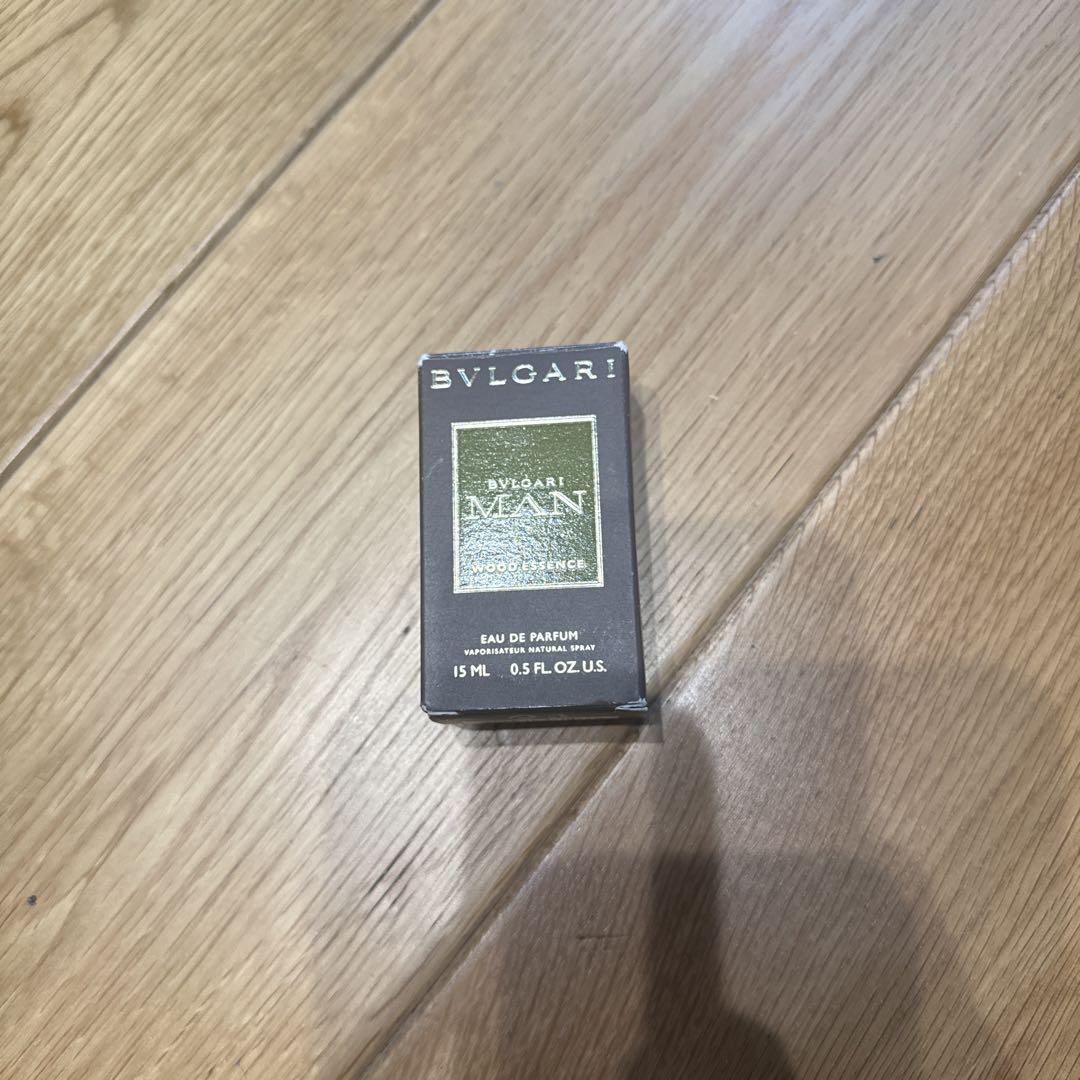 BVLGARI
BVLGARI
MAN
WOOD ESSENCE
EAU DE PARFUM
VAPORISATEUR NATURAL SPRAY
15 ML 0.5 FL. OZ. U.S.